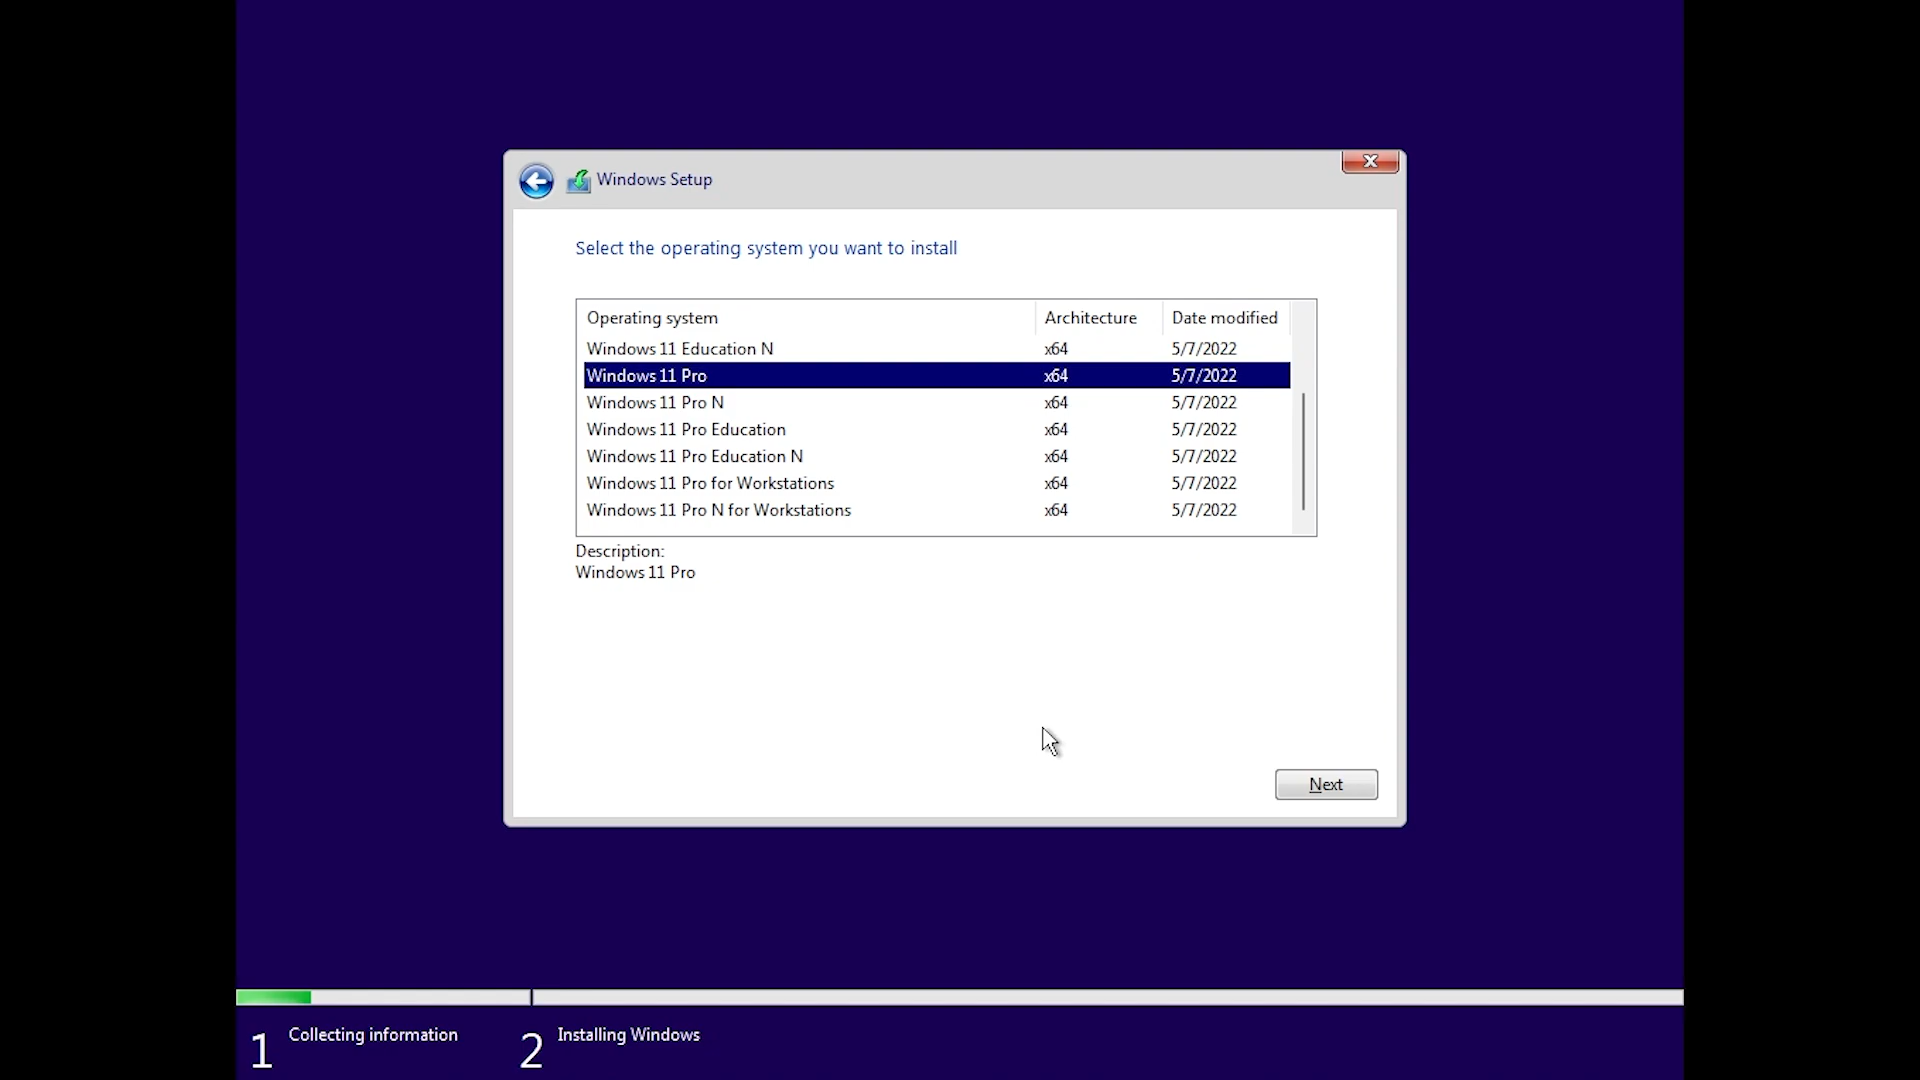 Windows Setup
Select the operating system you want to install
Operating system Architecture Date modified
Windows 11 Education N x64 5/7/2022
Windows 11 Pro x64 5/7/2022
Windows 11 Pro N x64 5/7/2022
Windows 11 Pro Education x64 5/7/2022
Windows 11 Pro Education N x64 5/7/2022
Windows 11 Pro for Workstations x64 5/7/2022
Windows 11 Pro N for Workstations x64 5/7/2022
Description:
Windows 11 Pro
Next
1 Collecting information 2 Installing Windows